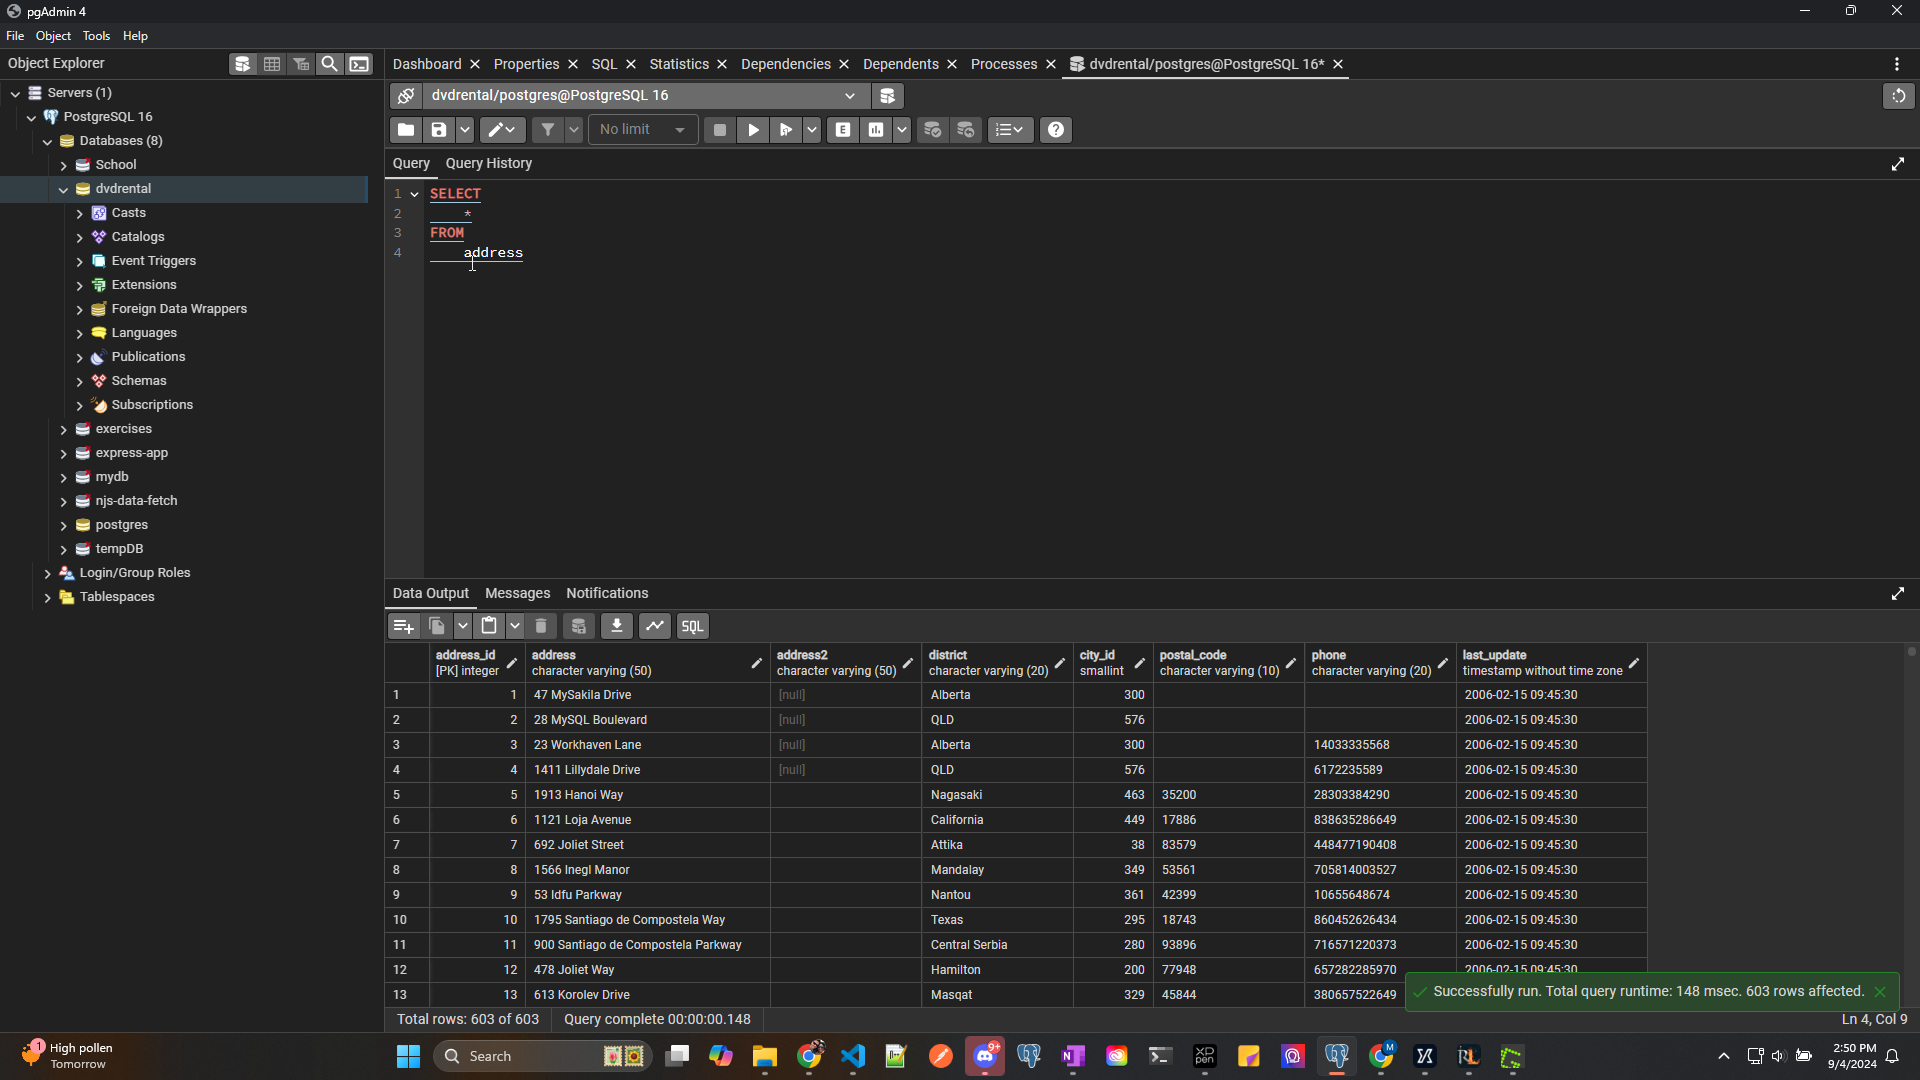 pgAdmin 4
File Object Tools Help
Object Explorer
Dashboard Properties SQL Statistics Dependencies Dependents Processes dvdrental/postgres@PostgreSQL 16*
Servers (1)
PostgreSQL 16
Databases (8)
School
dvdrental
Casts
Catalogs
Event Triggers
Extensions
Foreign Data Wrappers
Languages
Publications
Schemas
Subscriptions
exercises
express-app
mydb
njs-data-fetch
postgres
tempDB
Login/Group Roles
Tablespaces
dvdrental/postgres@PostgreSQL 16
No limit
E
Query Query History
1 SELECT
2 *
3 FROM
4 address
Data Output Messages Notifications
SQL
address_id address address2 district city_id postal_code phone last_update
[PK] integer character varying (50) character varying (50) character varying (20) smallint character varying (10) character varying (20) timestamp without time zone
1 1 47 MySakila Drive [null] Alberta 300 2006-02-15 09:45:30
2 2 28 MySQL Boulevard [null] QLD 576 2006-02-15 09:45:30
3 3 23 Workhaven Lane [null] Alberta 300 14033335568 2006-02-15 09:45:30
4 4 1411 Lillydale Drive [null] QLD 576 6172235589 2006-02-15 09:45:30
5 5 1913 Hanoi Way Nagasaki 463 35200 28303384290 2006-02-15 09:45:30
6 6 1121 Loja Avenue California 449 17886 838635286649 2006-02-15 09:45:30
7 7 692 Joliet Street Attika 38 83579 448477190408 2006-02-15 09:45:30
8 8 1566 Inegl Manor Mandalay 349 53561 705814003527 2006-02-15 09:45:30
9 9 53 Idfu Parkway Nantou 361 42399 10655648674 2006-02-15 09:45:30
10 10 1795 Santiago de Compostela Way Texas 295 18743 860452626434 2006-02-15 09:45:30
11 11 900 Santiago de Compostela Parkway Central Serbia 280 93896 716571220373 2006-02-15 09:45:30
12 12 478 Joliet Way Hamilton 200 77948 657282285970 2006-02-15 09:45:30
13 13 613 Korolev Drive Masqat 329 45844 380657522649
Successfully run. Total query runtime: 148 msec. 603 rows affected.
Total rows: 603 of 603 Query complete 00:00:00.148 Ln 4, Col 9
1
High pollen
Tomorrow
Search
9+
XP
PEN
M
2:50 PM
9/4/2024